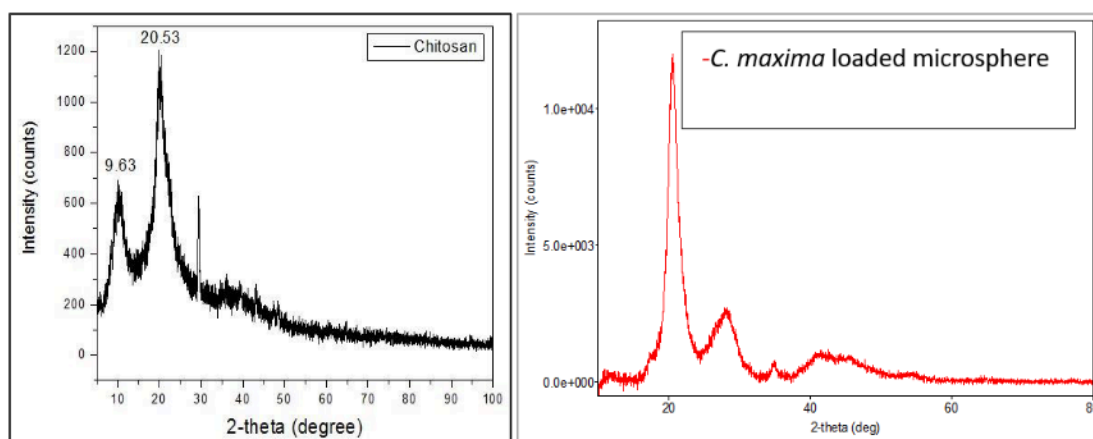 20.53
Chitosan
9.63
1200
1000
800
600
400
200
0
Intensity (counts)
10 20 30 40 50 60 70 80 90 100
2-theta (degree)
-C. maxima loaded microsphere
1.0e+004
5.0e+003
0.0e+000
Intensity (counts)
20 40 60 8
2-theta (deg)